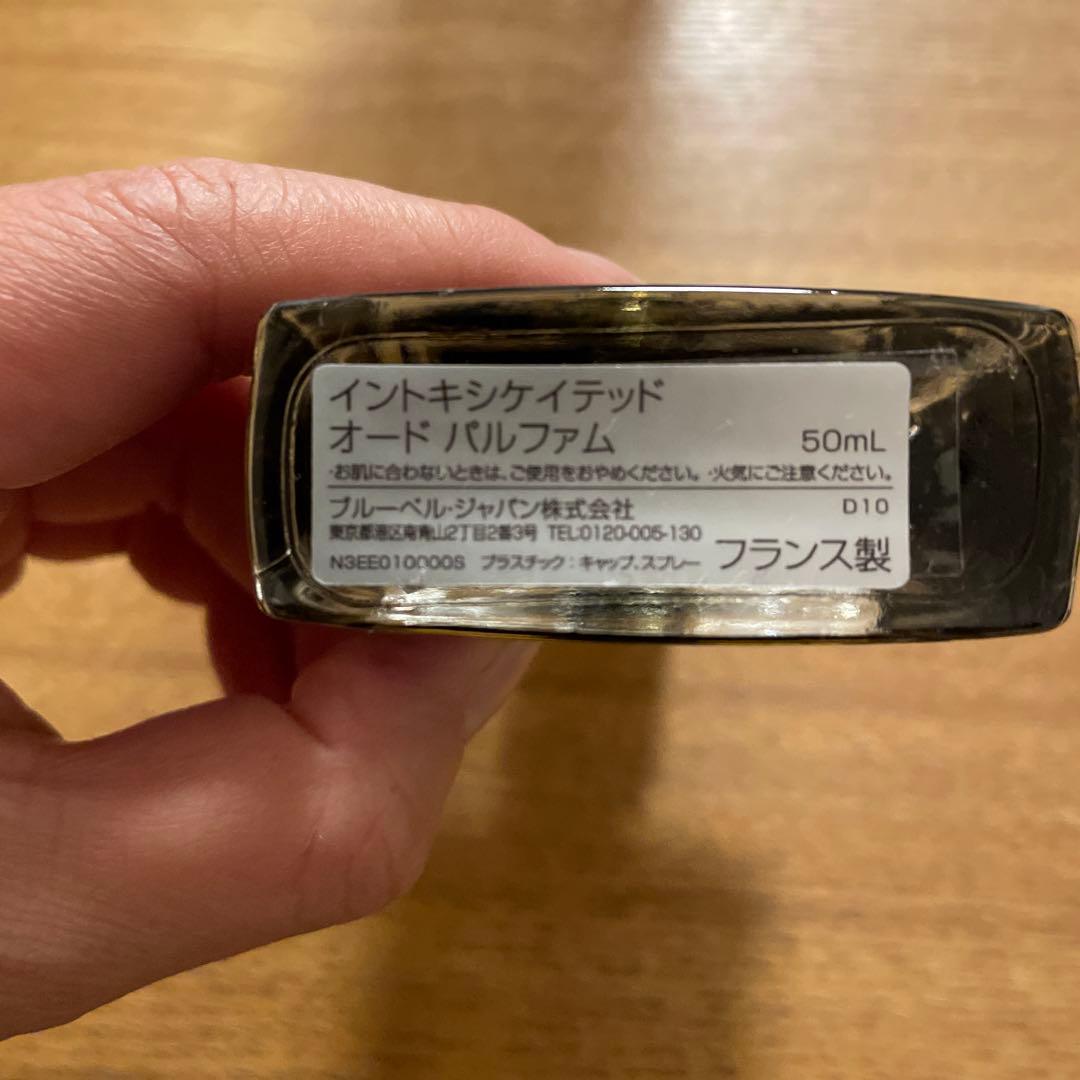 イントキシケイテッド
オード パルファム 50mL
・お肌に合わないときは、ご使用をおやめください。・火気にご注意ください。
ブルーベル・ジャパン株式会社 D10
東京都港区南青山2丁目2番3号 TEL:0120-005-130
N3EE010000S プラスチック：キャップ、スプレー フランス製